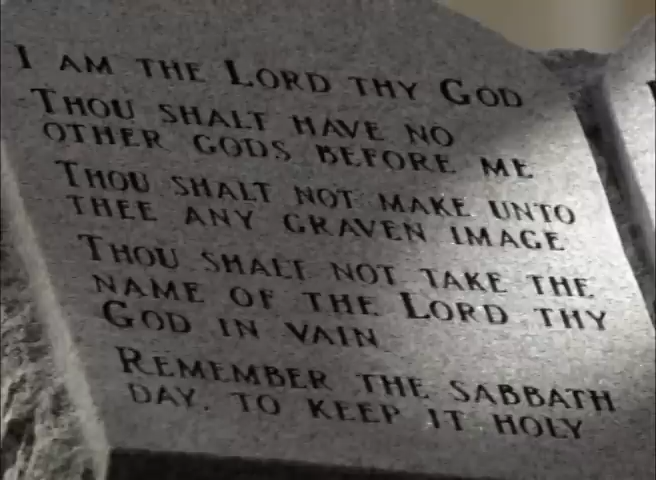 I AM THE LORD THY GOD
THOU SHALT HAVE NO
OTHER GODS BEFORE ME
THOU SHALT NOT MAKE UNTO
THEE ANY GRAVEN IMAGE
THOU SHALT NOT TAKE THE
NAME OF THE LORD THY
GOD IN VAIN
REMEMBER THE SABBATH
DAY. TO KEEP IT HOLY